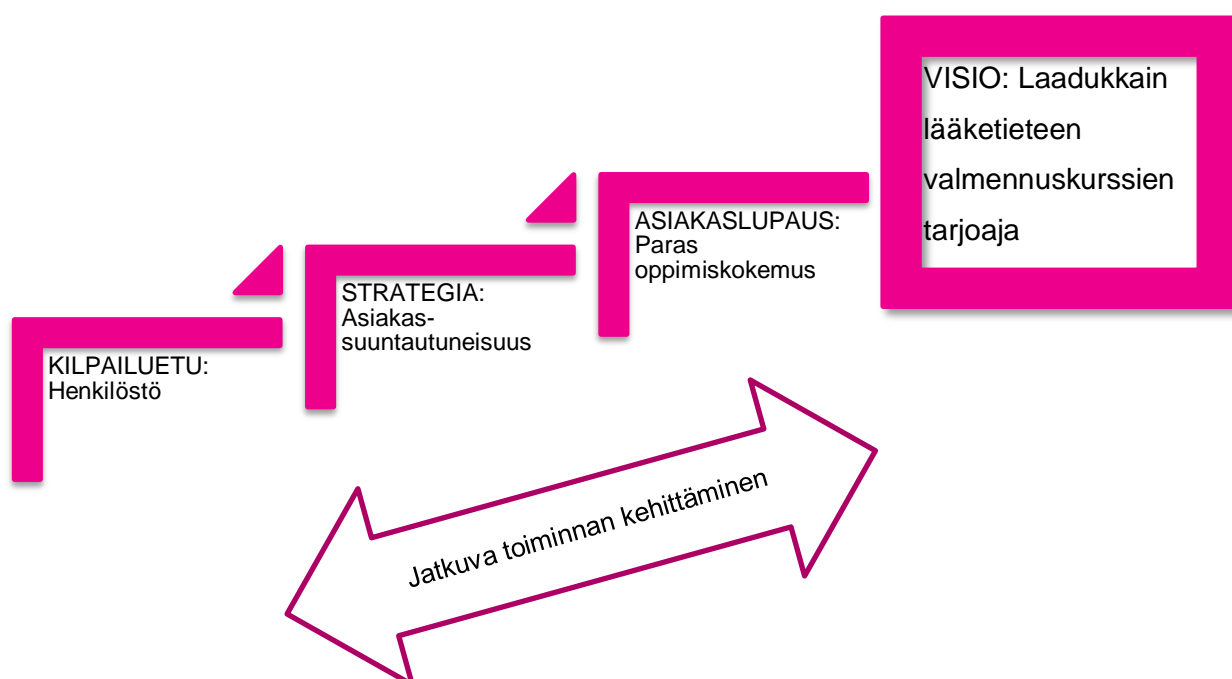 KILPAILUETU:
Henkilöstö
STRATEGIA:
Asiakas-
suuntautuneisuus
ASIAKASLUPAUS:
Paras
oppimiskokemus
VISIO: Laadukkain
lääketieteen
valmennuskurssien
tarjoaja
Jatkuva toiminnan kehittäminen